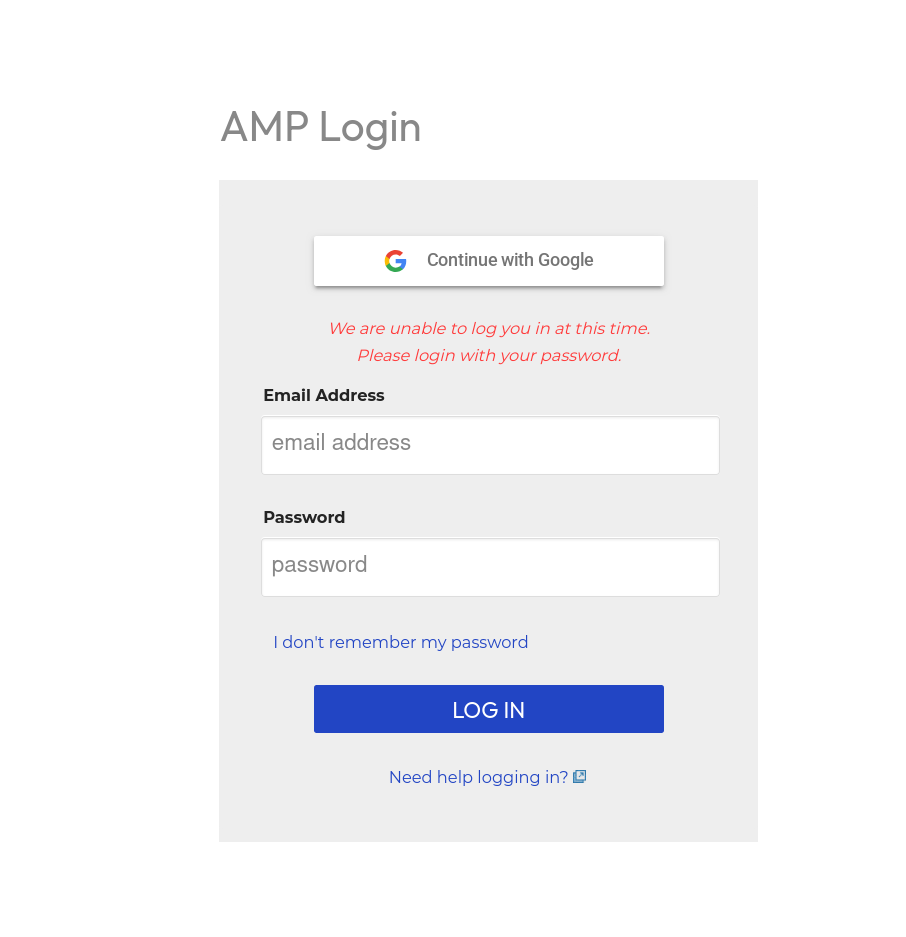 AMP Login
Continue with Google
We are unable to log you in at this time.
Please login with your password.
Email Address
email address
Password
password
I don't remember my password
LOG IN
Need help logging in?